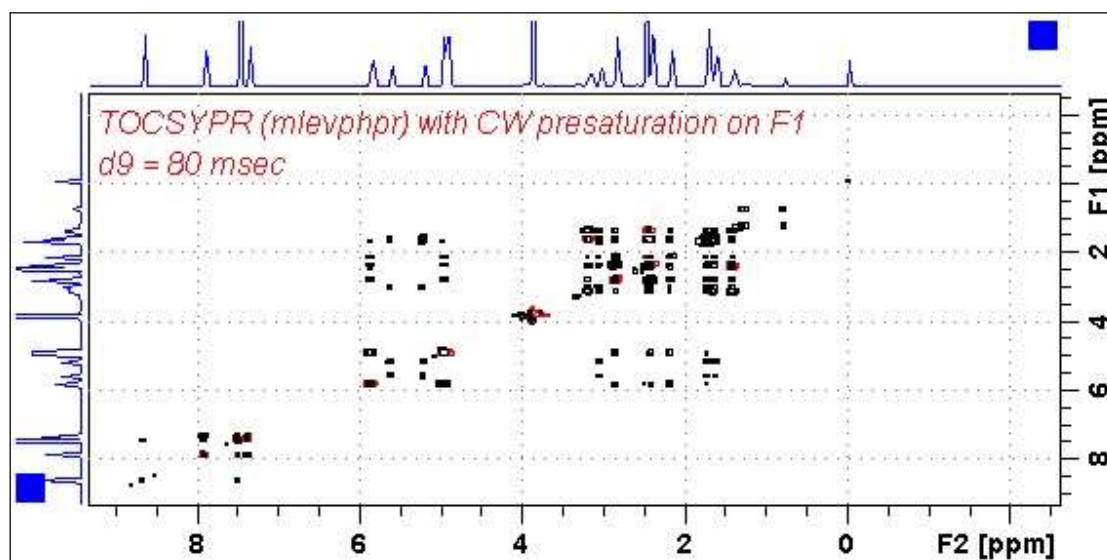 TOCSYPR (mlevphpr) with CW presaturation on F1
d9 = 80 msec
F1 [ppm]
0
2
4
6
8
8
6
4
2
0
F2 [ppm]